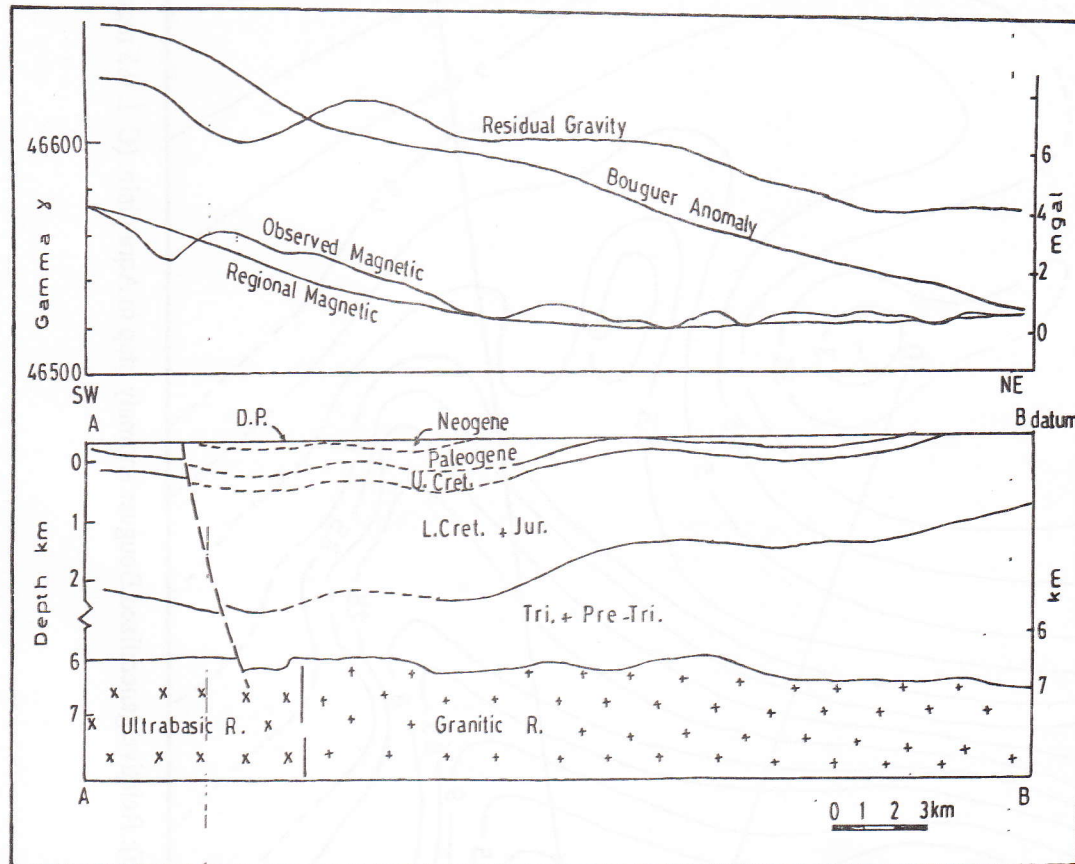 46600
46500
Gamma γ
Residual Gravity
Bouguer Anomaly
Observed Magnetic
Regional Magnetic
6
4
2
0
mgal
SW
NE
A
B
datum
D.P.
Neogene
Paleogene
U. Cret.
L.Cret. + Jur.
Tri. + Pre-Tri.
Ultrabasic R.
Granitic R.
0
1
2
6
7
Depth km
km
6
7
A
B
0 1 2 3km